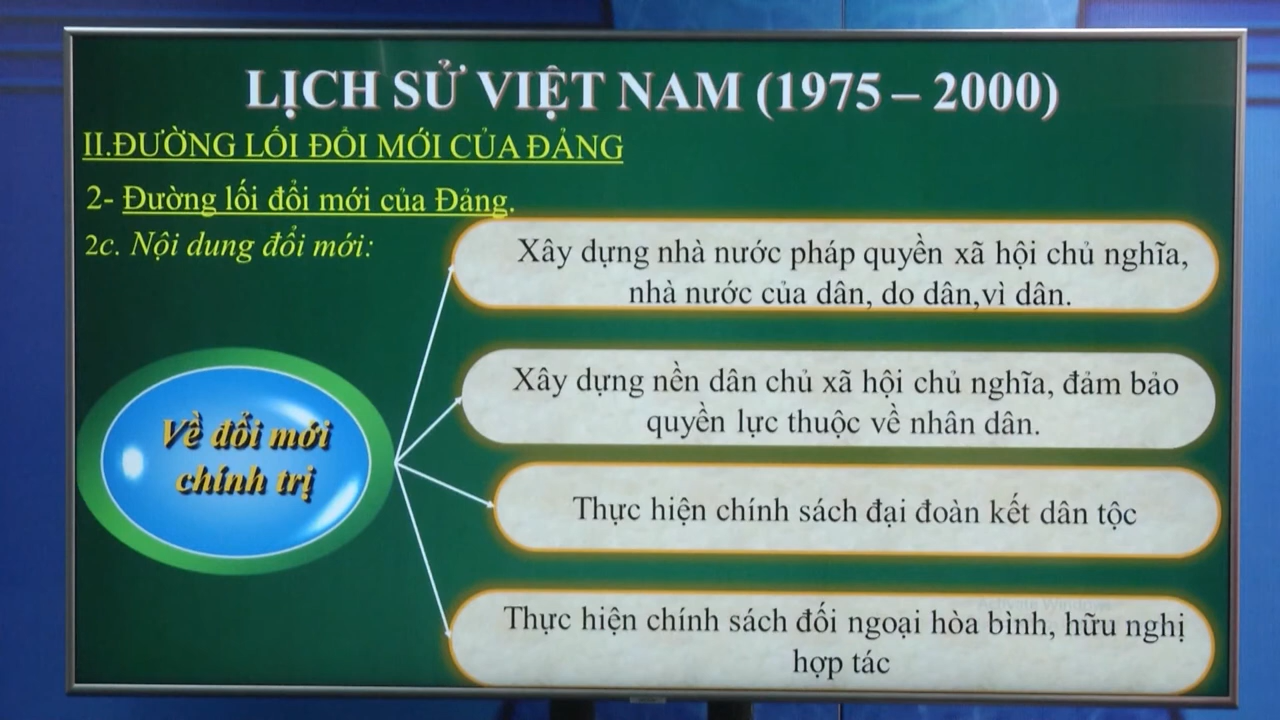 LỊCH SỬ VIỆT NAM (1975 – 2000)
II.ĐƯỜNG LỐI ĐỔI MỚI CỦA ĐẢNG
2- Đường lối đổi mới của Đảng.
2c. Nội dung đổi mới:
Về đổi mới
chính trị
Xây dựng nhà nước pháp quyền xã hội chủ nghĩa,
nhà nước của dân, do dân,vì dân.
Xây dựng nền dân chủ xã hội chủ nghĩa, đảm bảo
quyền lực thuộc về nhân dân.
Thực hiện chính sách đại đoàn kết dân tộc
Thực hiện chính sách đối ngoại hòa bình, hữu nghị
hợp tác
Activate Windows